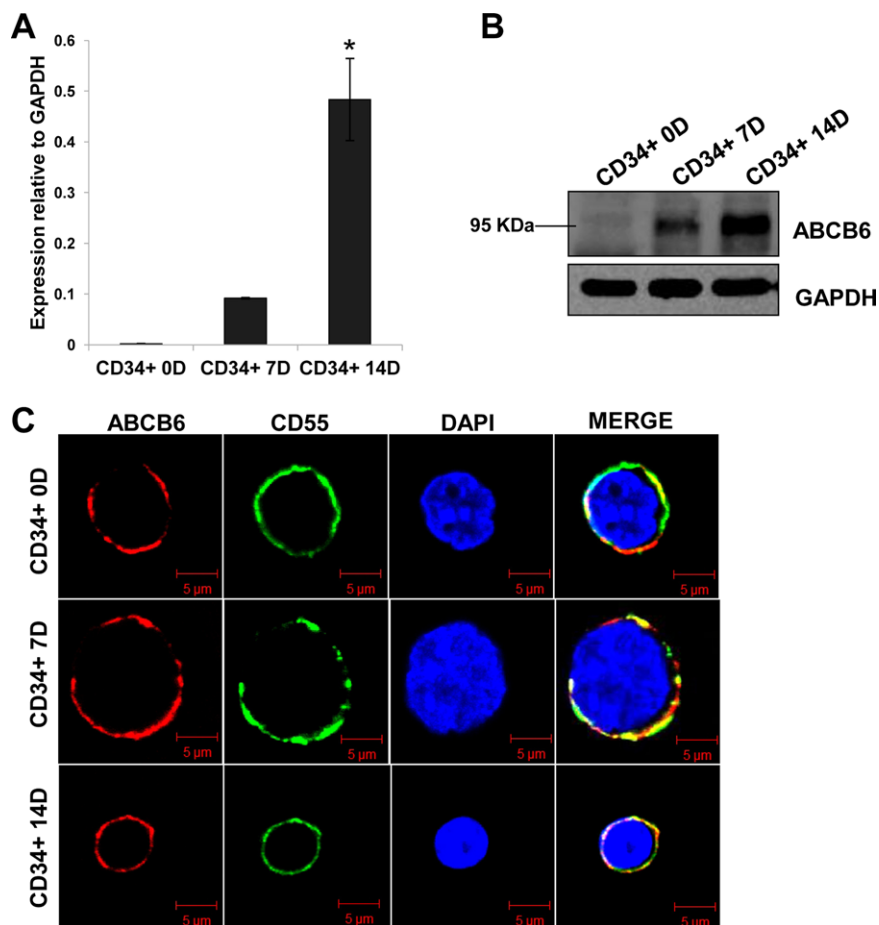 A
Expression relative to GAPDH
0.6
0.5
0.4
0.3
0.2
0.1
0
*
CD34+ 0D CD34+ 7D CD34+ 14D
B
CD34+ 0D CD34+ 7D CD34+ 14D
95 KDa
ABCB6
GAPDH
C
ABCB6 CD55 DAPI MERGE
CD34+ 0D
5 µm 5 µm 5 µm 5 µm
CD34+ 7D
5 µm 5 µm 5 µm 5 µm
CD34+ 14D
5 µm 5 µm 5 µm 5 µm